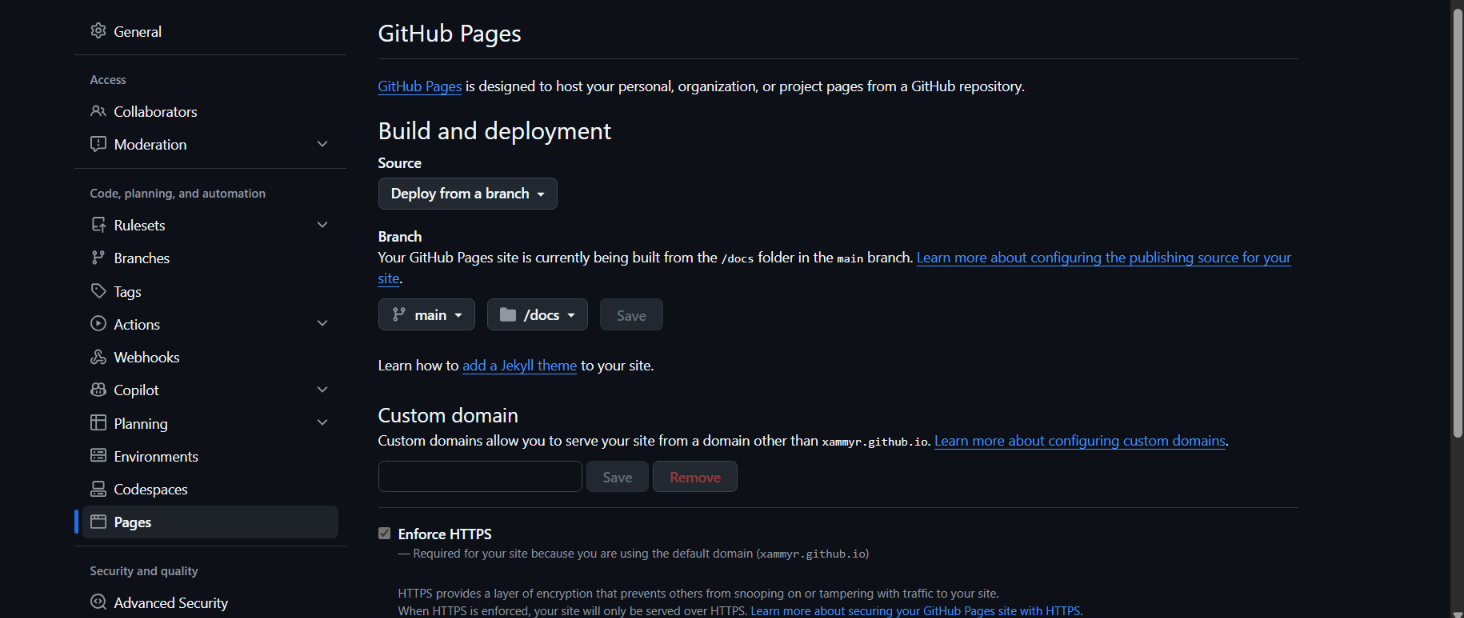 General
Access
Collaborators
Moderation
Code, planning, and automation
Rulesets
Branches
Tags
Actions
Webhooks
Copilot
Planning
Environments
Codespaces
Pages
Security and quality
Advanced Security
GitHub Pages
GitHub Pages is designed to host your personal, organization, or project pages from a GitHub repository.
Build and deployment
Source
Deploy from a branch
Branch
Your GitHub Pages site is currently being built from the /docs folder in the main branch. Learn more about configuring the publishing source for your
site.
main /docs Save
Learn how to add a Jekyll theme to your site.
Custom domain
Custom domains allow you to serve your site from a domain other than xammyr.github.io. Learn more about configuring custom domains.
Save Remove
Enforce HTTPS
— Required for your site because you are using the default domain (xammyr.github.io)
HTTPS provides a layer of encryption that prevents others from snooping on or tampering with traffic to your site.
When HTTPS is enforced, your site will only be served over HTTPS. Learn more about securing your GitHub Pages site with HTTPS.